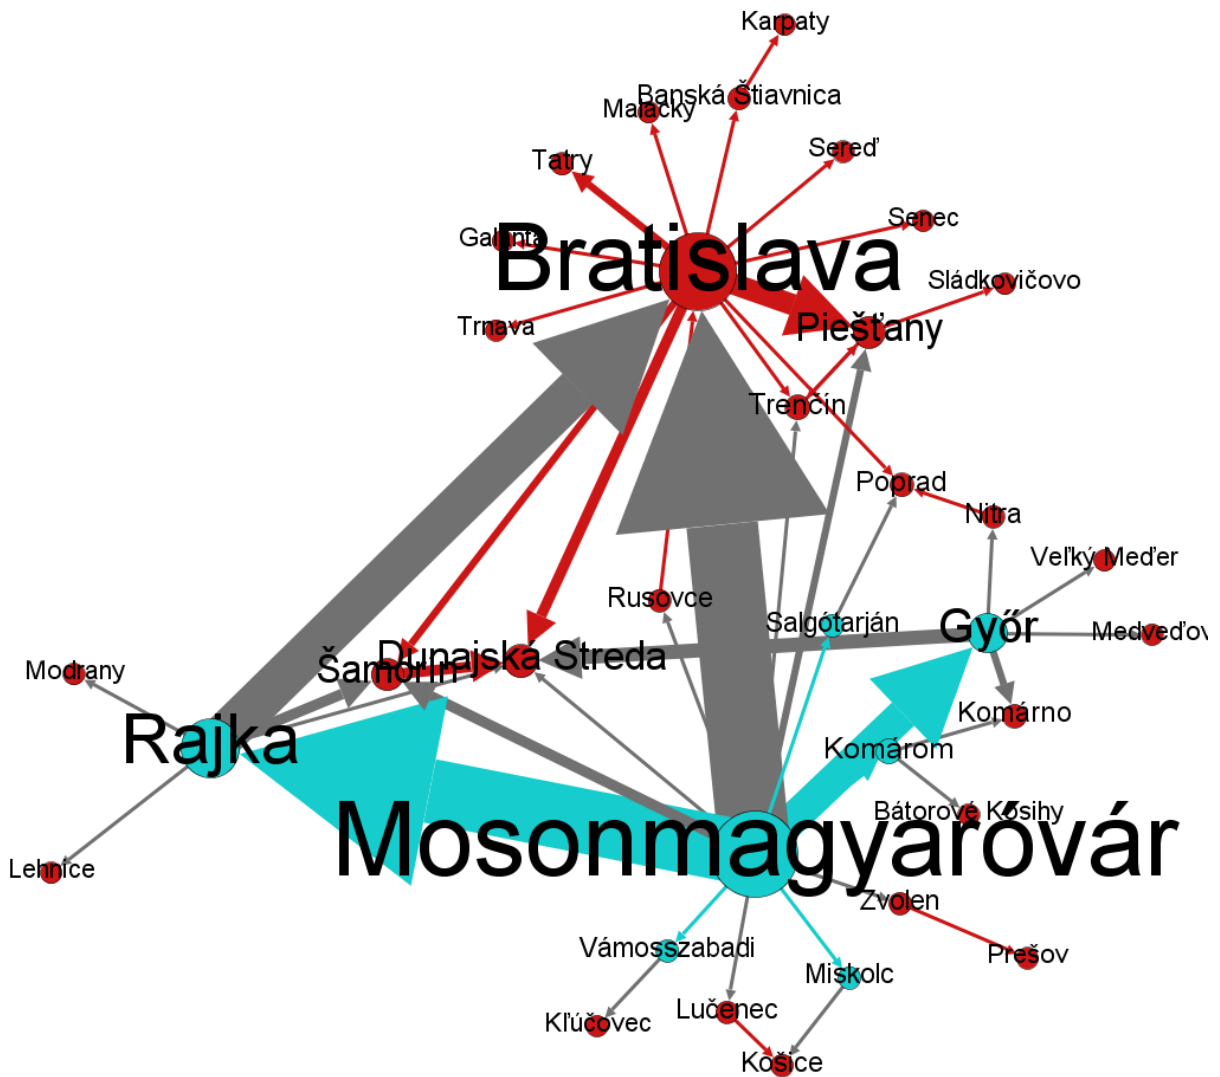 Karpaty
Banská Štiavnica
Malacky
Sereď
Tatry
Senec
Galanta
Bratislava
Sládkovičovo
Trnava
Piešťany
Trenčín
Poprad
Nitra
Veľký Meďer
Rusovce
Salgótarján
Győr
Medveďov
Dunajská Streda
Šamorín
Modrany
Komárno
Rajka
Komárom
Bátorové Kosihy
Mosonmagyaróvár
Lehnice
Zvolen
Vámosszabadi
Prešov
Miskolc
Lučenec
Kľúčovec
Košice